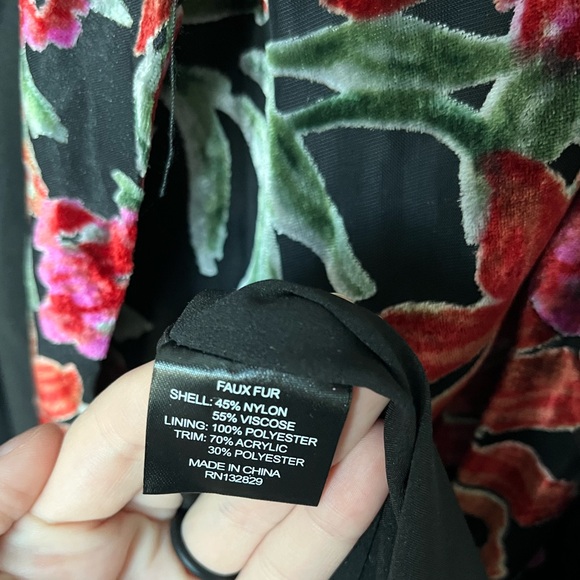 FAUX FUR
SHELL: 45% NYLON
55% VISCOSE
LINING: 100% POLYESTER
TRIM: 70% ACRYLIC
30% POLYESTER
MADE IN CHINA
RN132829